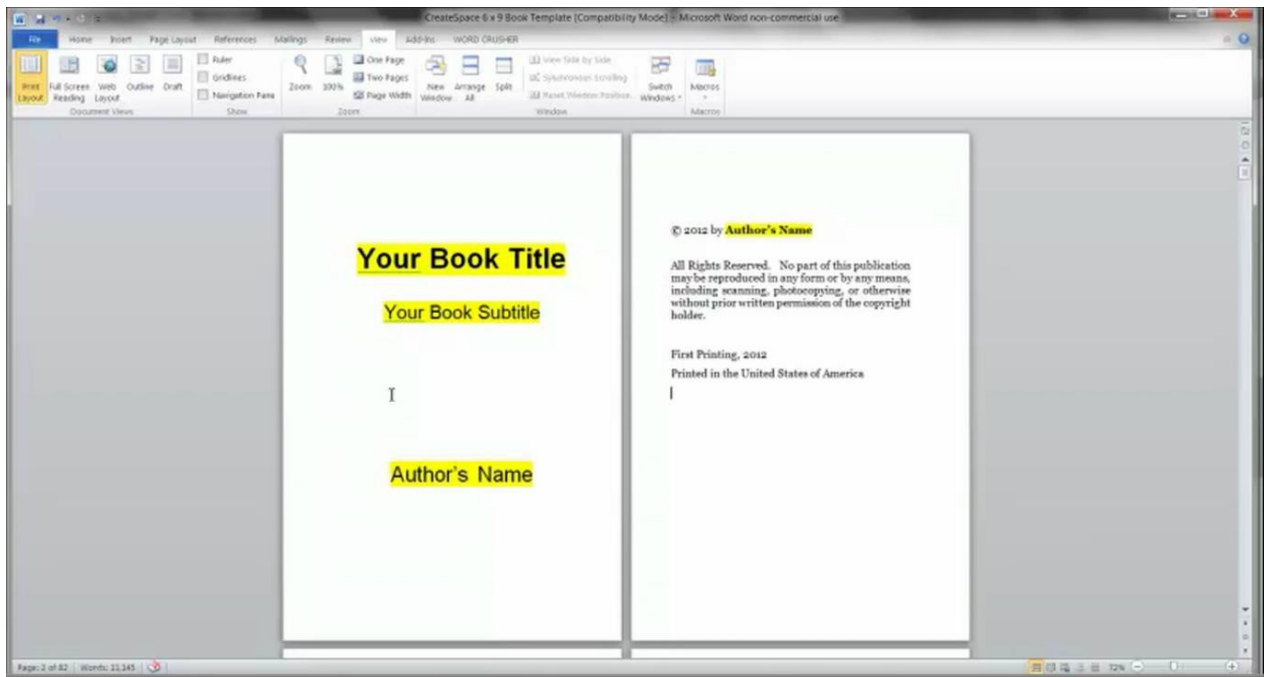 CreateSpace 6 x 9 Book Template [Compatibility Mode] - Microsoft Word non-commercial use
File Home Insert Page Layout References Mailings Review View Add-Ins WORD CRUSHER
Ruler One Page View Side by Side
Gridlines Two Pages Synchronous Scrolling
Navigation Pane Page Width Reset Window Position
Print Layout Full Screen Reading Web Layout Outline Draft Zoom 100% New Window Arrange All Split Switch Windows Macros
Document Views Show Zoom Window Macros
Your Book Title
Your Book Subtitle
Author's Name
© 2012 by Author's Name
All Rights Reserved. No part of this publication
may be reproduced in any form or by any means,
including scanning, photocopying, or otherwise
without prior written permission of the copyright
holder.
First Printing, 2012
Printed in the United States of America
Page: 2 of 82 Words: 11,145 72%